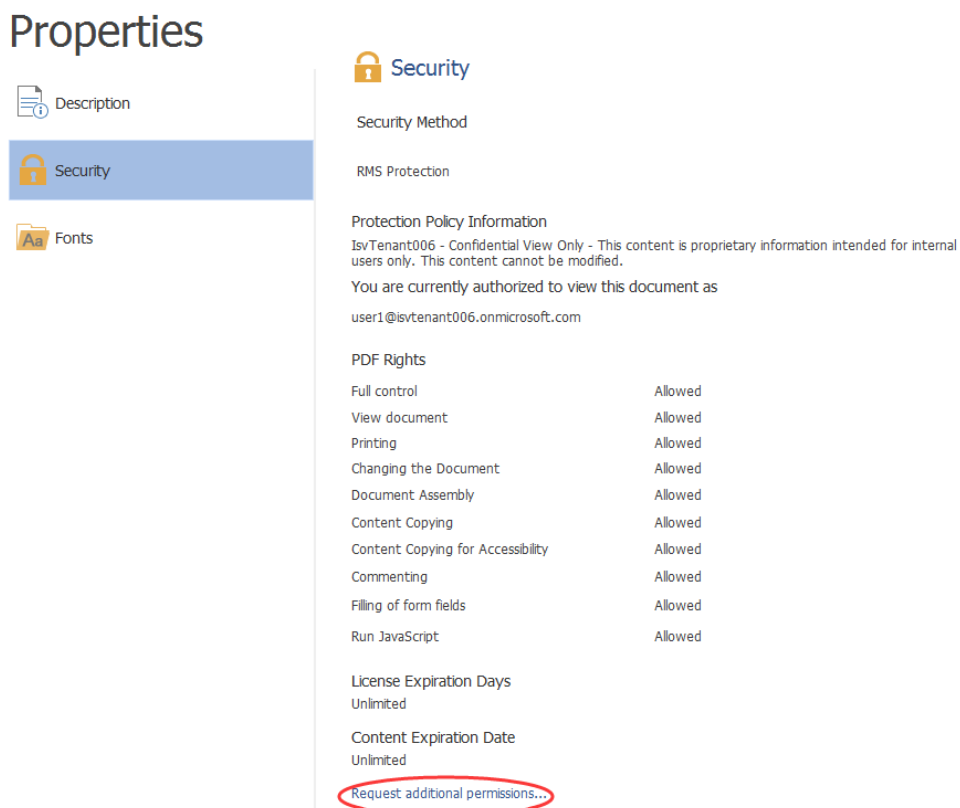 Properties
Description
Security
Aa Fonts
Security
Security Method
RMS Protection
Protection Policy Information
IsvTenant006 - Confidential View Only - This content is proprietary information intended for internal
users only. This content cannot be modified.
You are currently authorized to view this document as
user1@isvtenant006.onmicrosoft.com
PDF Rights
Full control Allowed
View document Allowed
Printing Allowed
Changing the Document Allowed
Document Assembly Allowed
Content Copying Allowed
Content Copying for Accessibility Allowed
Commenting Allowed
Filling of form fields Allowed
Run JavaScript Allowed
License Expiration Days
Unlimited
Content Expiration Date
Unlimited
Request additional permissions...